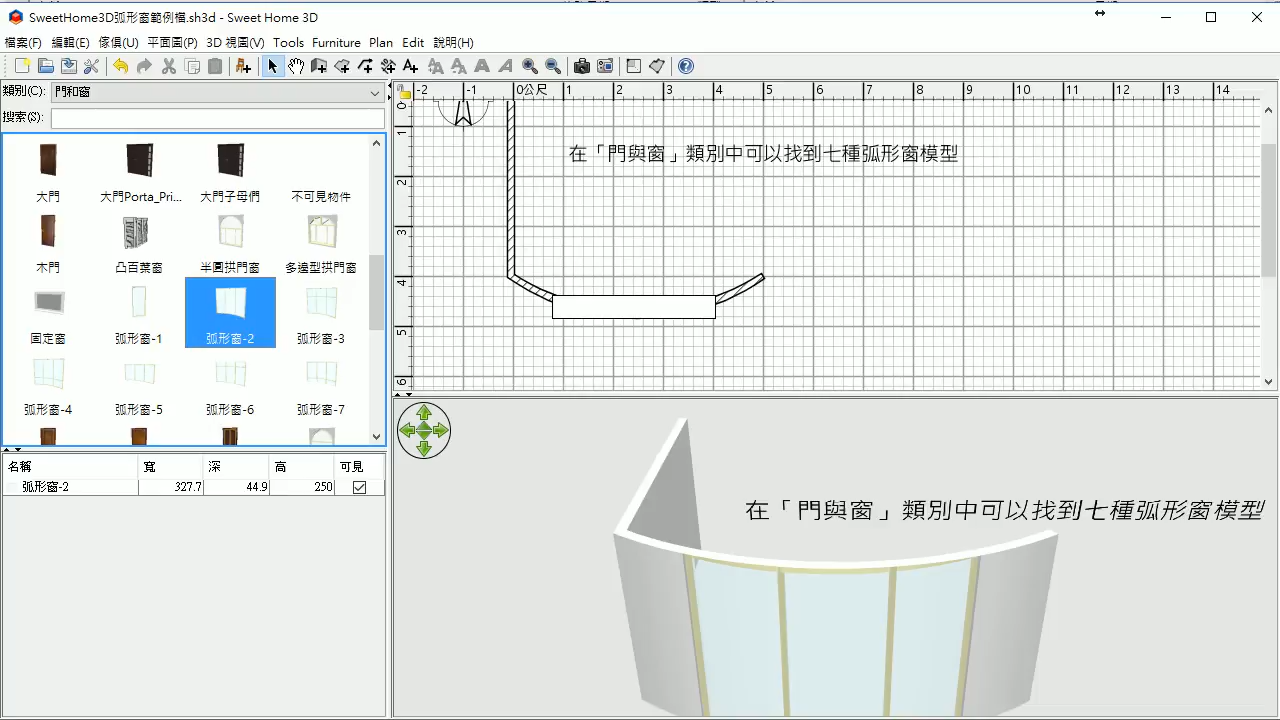 SweetHome3D弧形窗範例檔.sh3d - Sweet Home 3D
檔案(F) 編輯(E) 傢俱(U) 平面圖(P) 3D 視圖(V) Tools Furniture Plan Edit 說明(H)
類別(C): 門和窗
搜索(S):
大門 大門Porta_Pri... 大門子母們 不可見物件
木門 凸百葉窗 半圓拱門窗 多邊型拱門窗
固定窗 弧形窗-1 弧形窗-2 弧形窗-3
弧形窗-4 弧形窗-5 弧形窗-6 弧形窗-7
名稱 寬 深 高 可見
弧形窗-2 327.7 44.9 250
-2 -1 0公尺 1 2 3 4 5 6 7 8 9 10 11 12 13 14
0
1
2
3
4
5
6
在「門與窗」類別中可以找到七種弧形窗模型
在「門與窗」類別中可以找到七種弧形窗模型